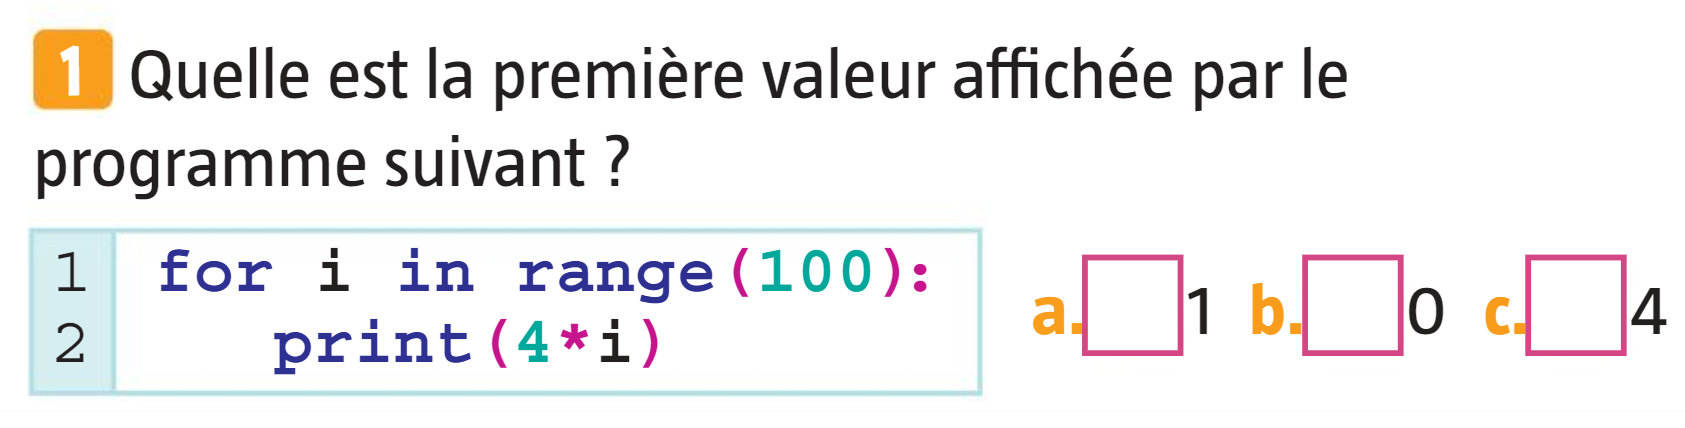 1 Quelle est la première valeur affichée par le
programme suivant ?
1 for i in range(100):
2 print(4*i)
a. 1 b. 0 c. 4